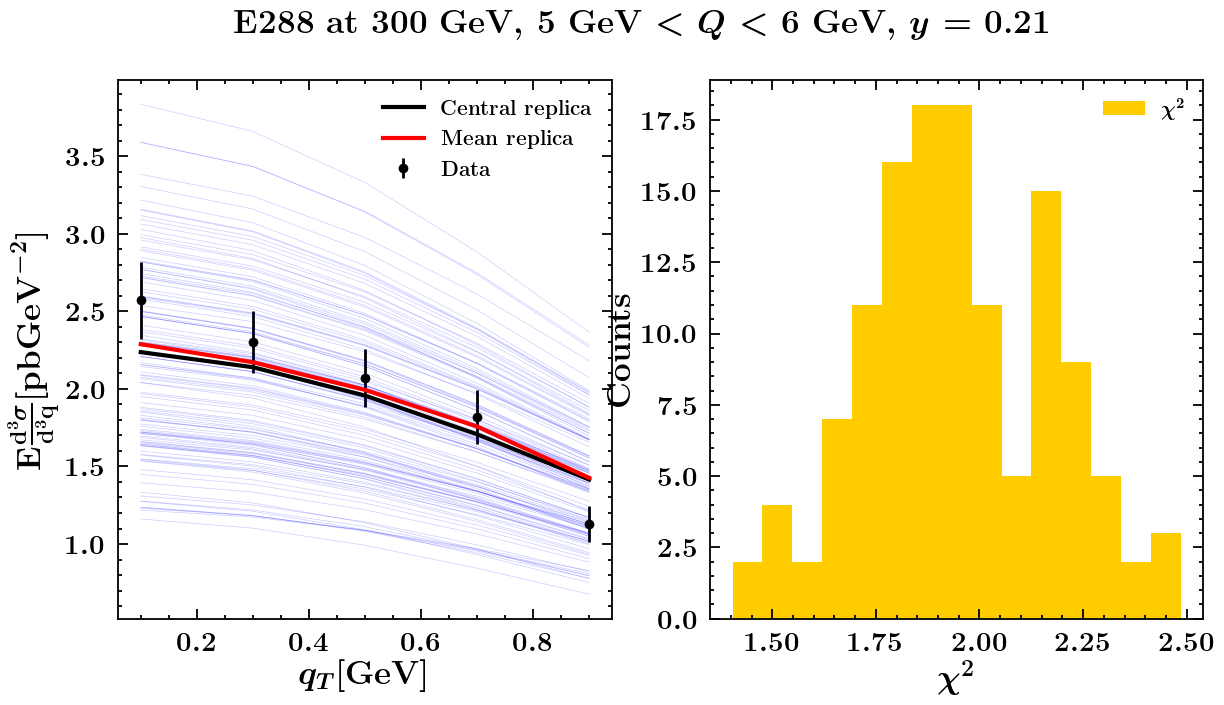 E288 at 300 GeV, 5 GeV < Q < 6 GeV, y = 0.21
Central replica
Mean replica
Data
3.5
3.0
2.5
2.0
1.5
1.0
E d³σ/d³q [pbGeV⁻²]
0.2 0.4 0.6 0.8
q_T[GeV]
χ²
17.5
15.0
12.5
10.0
7.5
5.0
2.5
0.0
Counts
1.50 1.75 2.00 2.25 2.50
χ²